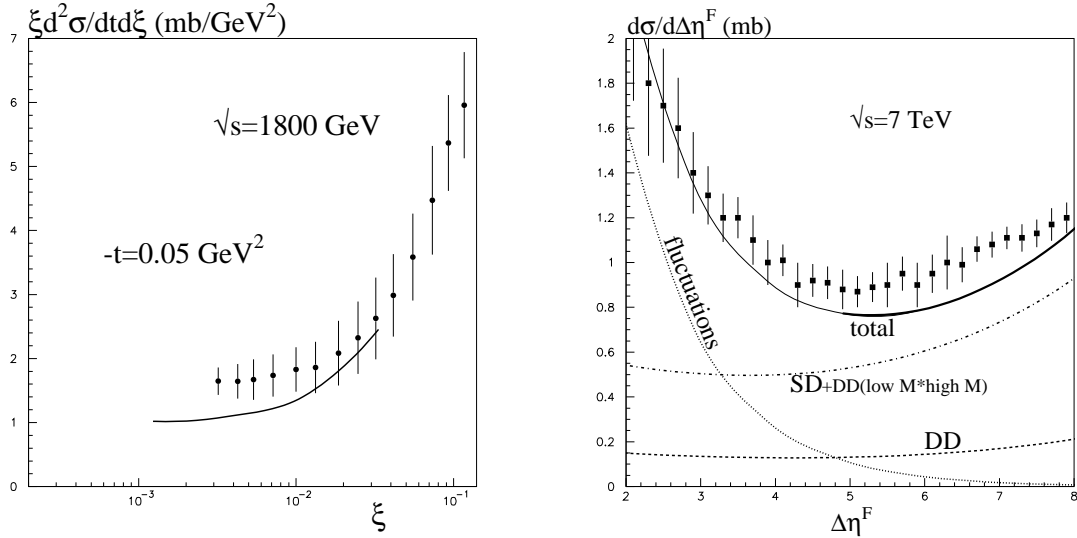 ξd²σ/dtdξ (mb/GeV²)
7
6
5
4
3
2
1
0
√s=1800 GeV
-t=0.05 GeV²
10⁻³
10⁻²
10⁻¹
ξ
dσ/dΔη^F (mb)
2
1.8
1.6
1.4
1.2
1
0.8
0.6
0.4
0.2
0
√s=7 TeV
fluctuations
total
SD+DD(low M*high M)
DD
2 3 4 5 6 7 8
Δη^F